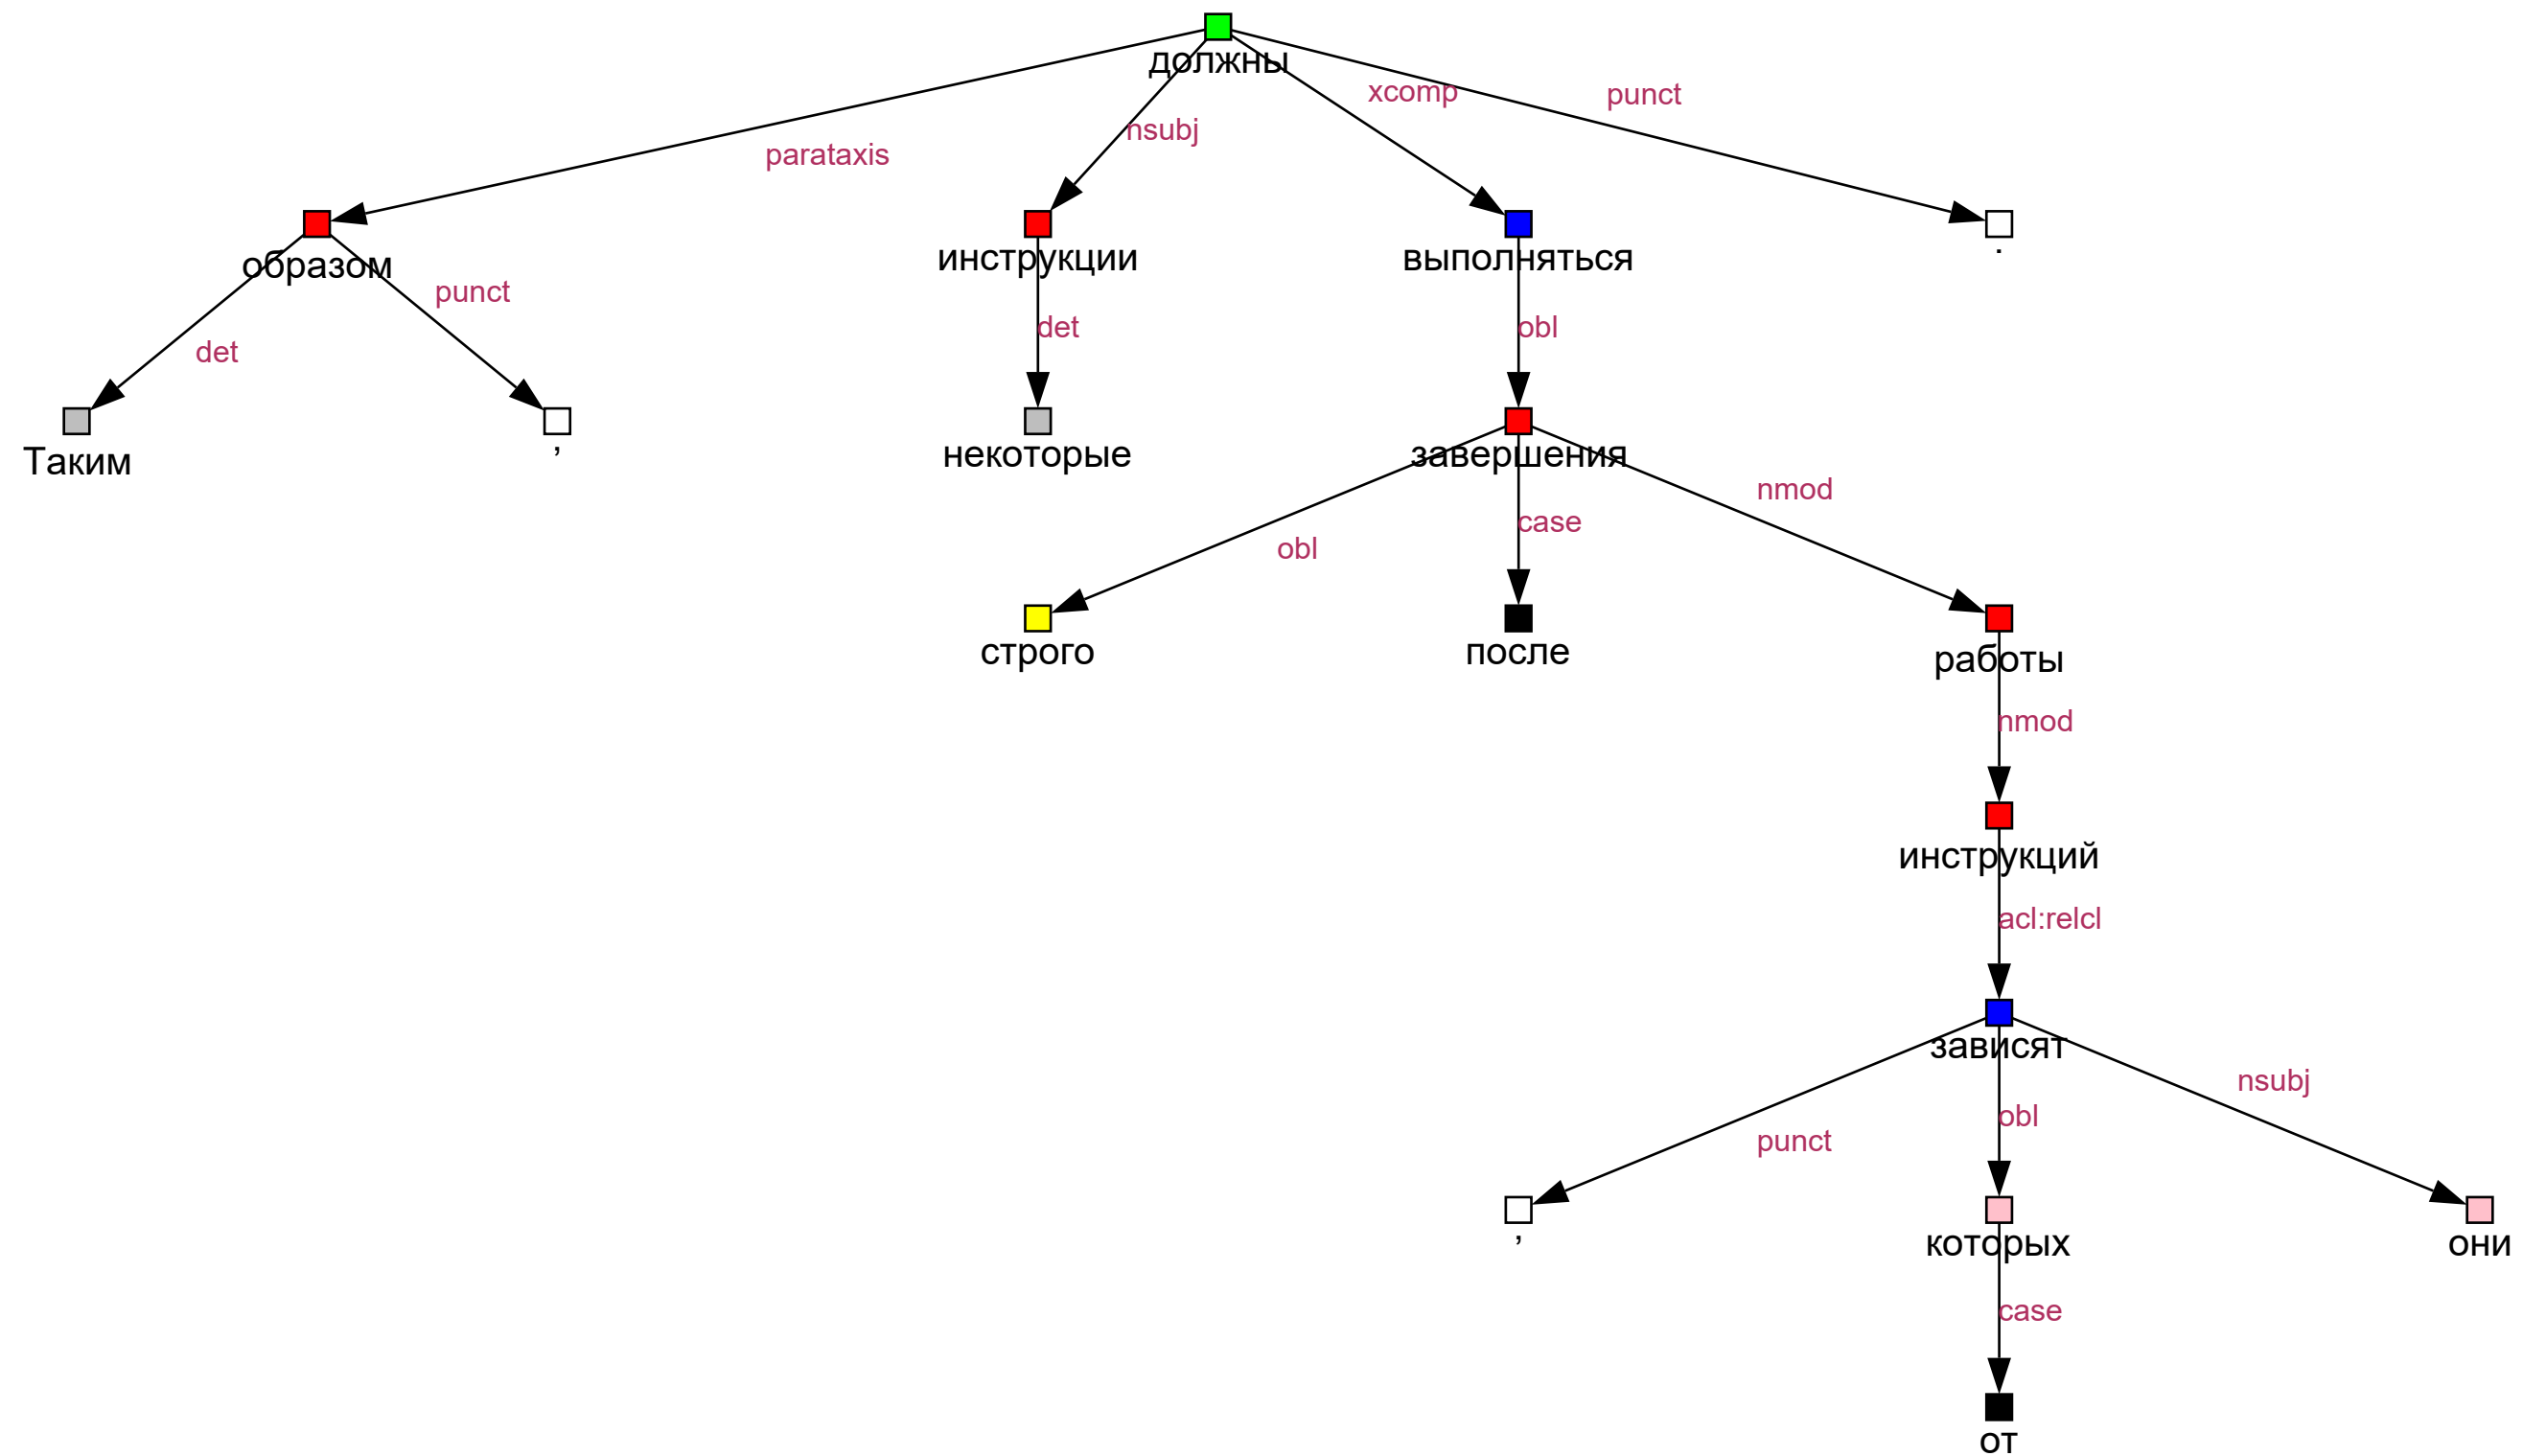 должны
parataxis nsubj xcomp punct
образом инструкции выполняться .
det punct det obl
Таким , некоторые завершения
obl case nmod
строго после работы
nmod
инструкций
acl:relcl
зависят
punct obl nsubj
, которых они
case
от